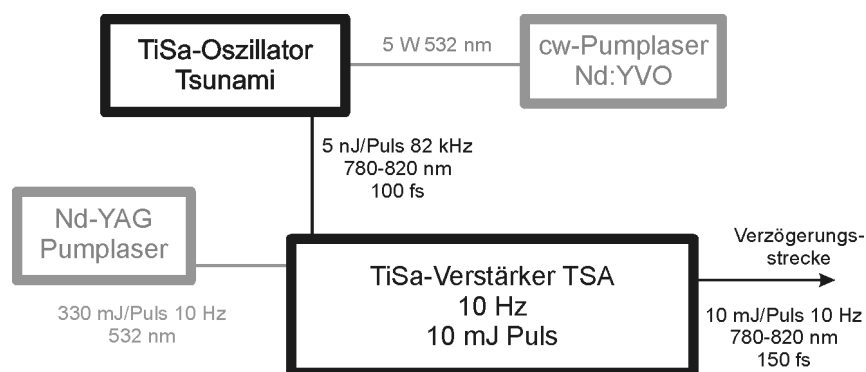 TiSa-Oszillator
Tsunami
5 W 532 nm
cw-Pumplaser
Nd:YVO
5 nJ/Puls 82 kHz
780-820 nm
100 fs
Nd-YAG
Pumplaser
330 mJ/Puls 10 Hz
532 nm
TiSa-Verstärker TSA
10 Hz
10 mJ Puls
Verzögerungs-
strecke
10 mJ/Puls 10 Hz
780-820 nm
150 fs